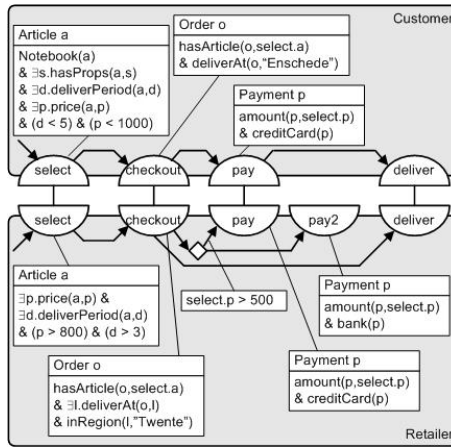 Customer
Article a
Notebook(a)
& ∃s.hasProps(a,s)
& ∃d.deliverPeriod(a,d)
& ∃p.price(a,p)
& (d < 5) & (p < 1000)
Order o
hasArticle(o,select.a)
& deliverAt(o,"Enschede")
Payment p
amount(p,select.p)
& creditCard(p)
select
checkout
pay
deliver
select
checkout
pay
pay2
deliver
Article a
∃p.price(a,p) &
∃d.deliverPeriod(a,d)
& (p > 800) & (d > 3)
select.p > 500
Payment p
amount(p,select.p)
& bank(p)
Order o
hasArticle(o,select.a)
& ∃l.deliverAt(o,l)
& inRegion(l,"Twente")
Payment p
amount(p,select.p)
& creditCard(p)
Retailer